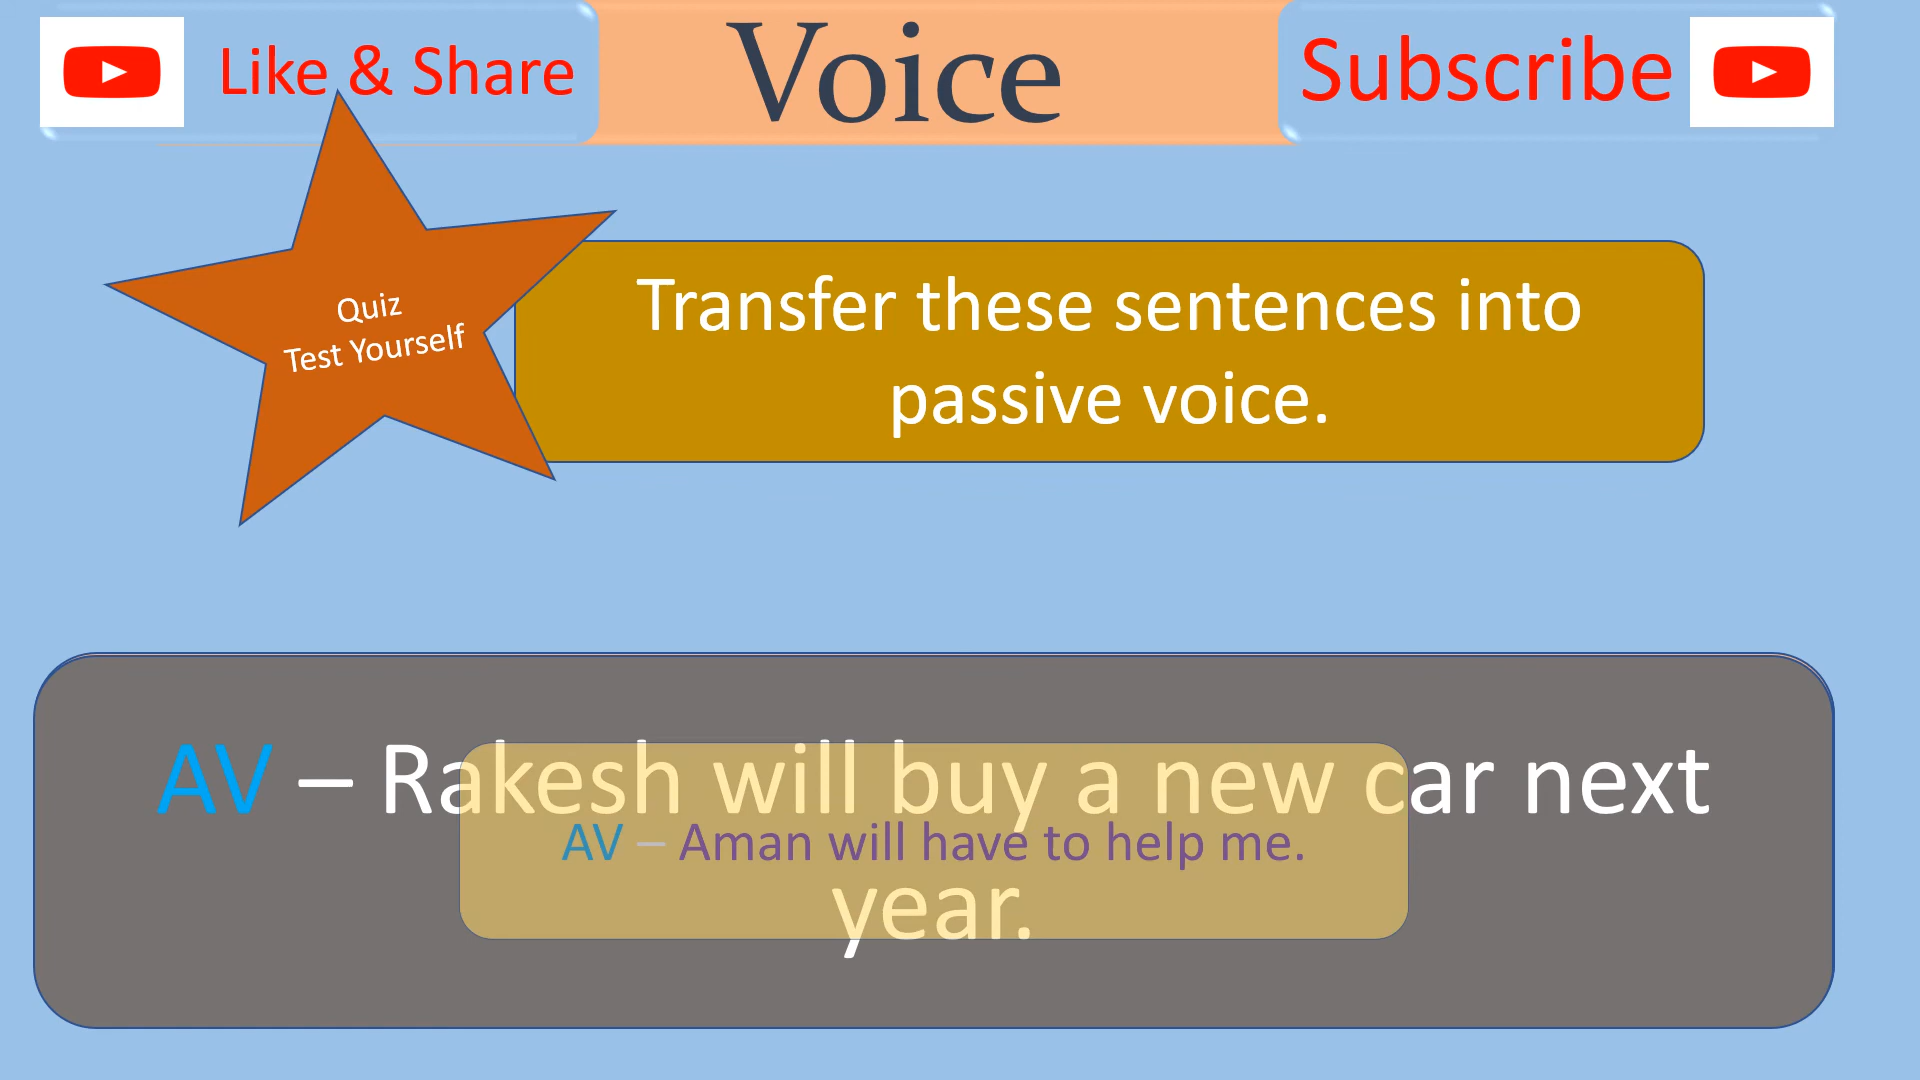 Like & Share
Voice
Subscribe
Quiz
Test Yourself
Transfer these sentences into
passive voice.
AV – Rakesh will buy a new car next
AV – Aman will have to help me.
year.